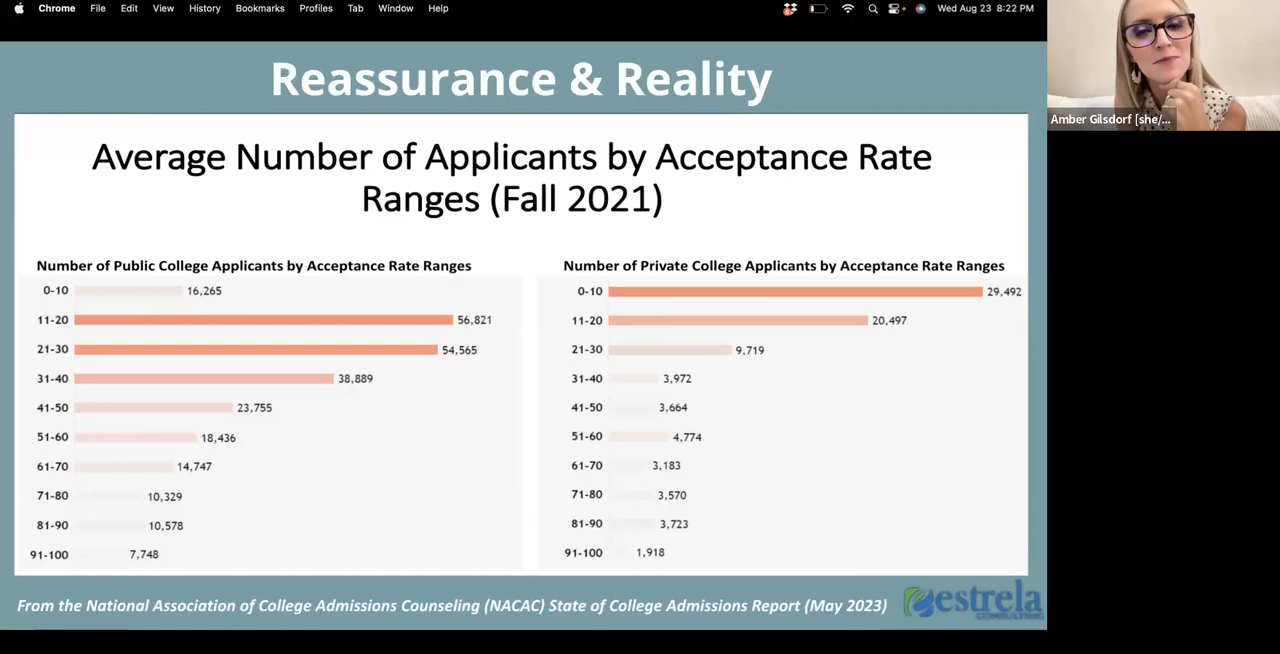 Chrome File Edit View History Bookmarks Profiles Tab Window Help Wed Aug 23 8:22 PM
Reassurance & Reality
Amber Gilsdorf [she/...
Average Number of Applicants by Acceptance Rate
Ranges (Fall 2021)
Number of Public College Applicants by Acceptance Rate Ranges
0-10 16,265
11-20 56,821
21-30 54,565
31-40 38,889
41-50 23,755
51-60 18,436
61-70 14,747
71-80 10,329
81-90 10,578
91-100 7,748
Number of Private College Applicants by Acceptance Rate Ranges
0-10 29,492
11-20 20,497
21-30 9,719
31-40 3,972
41-50 3,664
51-60 4,774
61-70 3,183
71-80 3,570
81-90 3,723
91-100 1,918
From the National Association of College Admissions Counseling (NACAC) State of College Admissions Report (May 2023)
estrela
CONSULTING